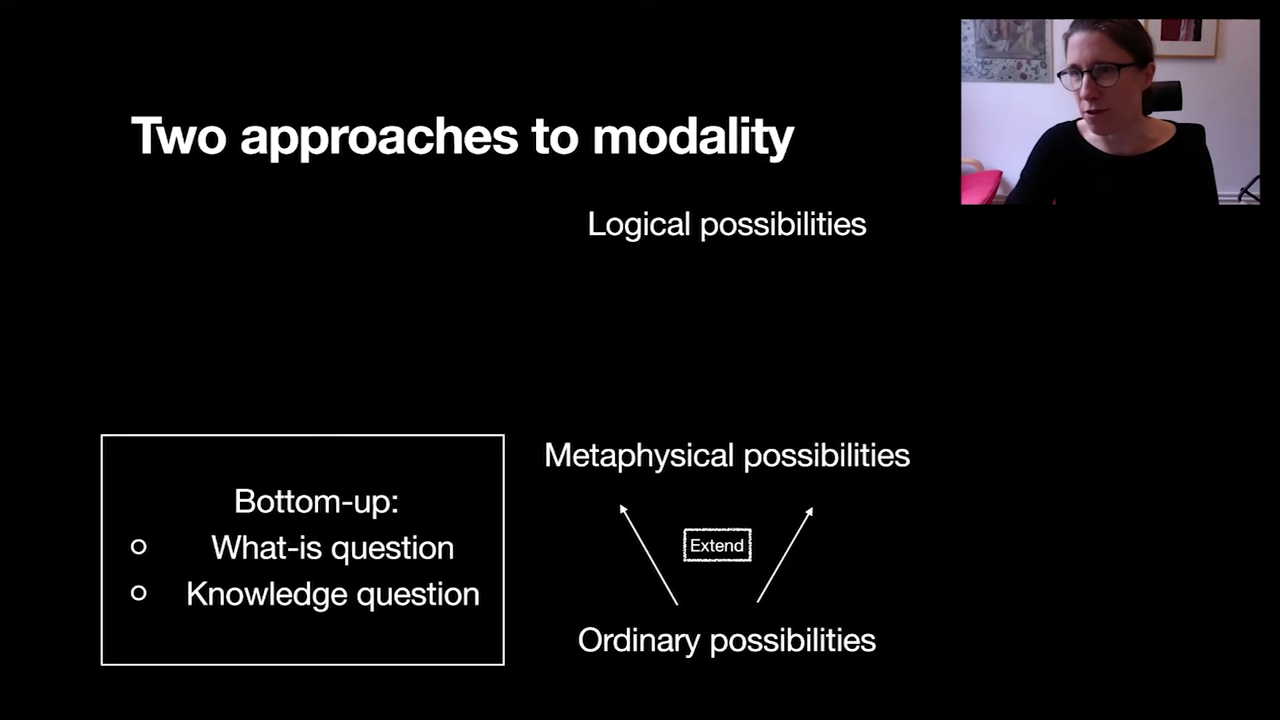 Two approaches to modality
Logical possibilities
Metaphysical possibilities
Extend
Ordinary possibilities
Bottom-up:
What-is question
Knowledge question